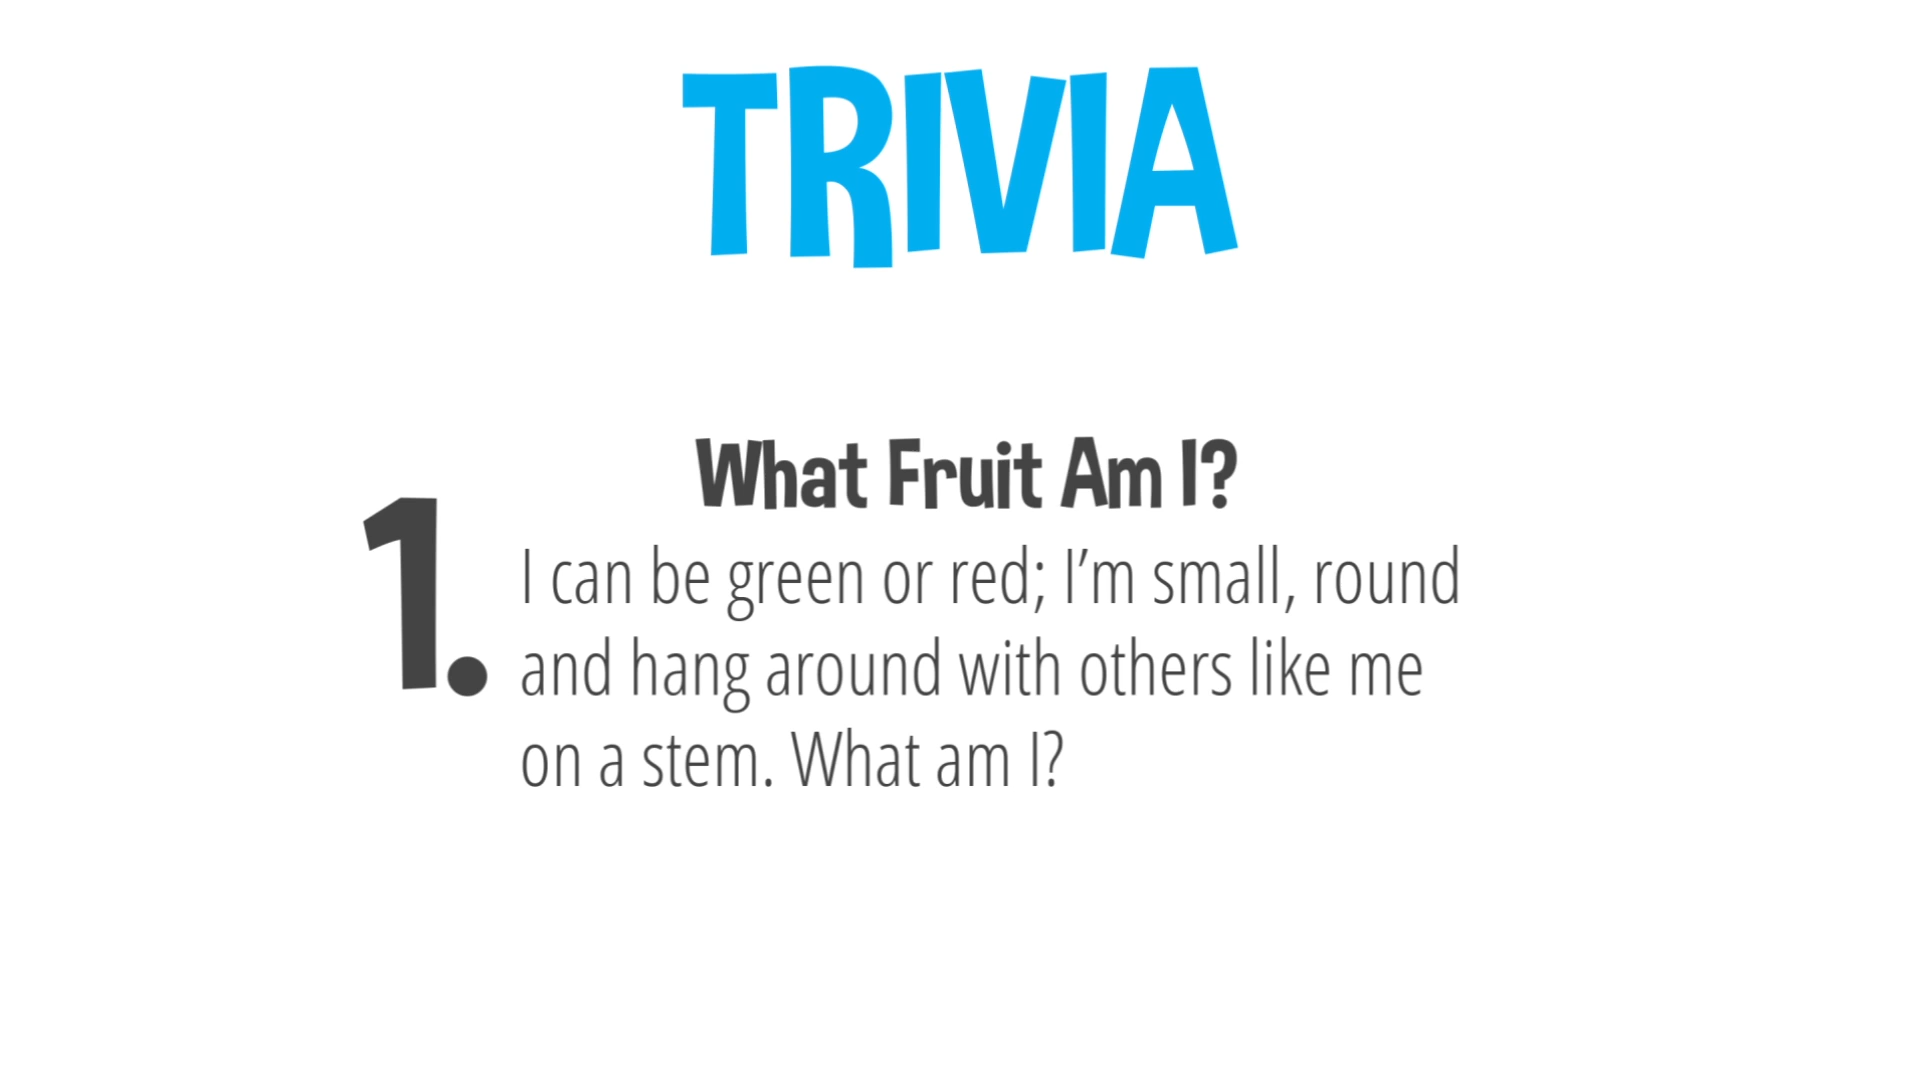 TRIVIA
What Fruit Am I?
1.
I can be green or red; I’m small, round
and hang around with others like me
on a stem. What am I?